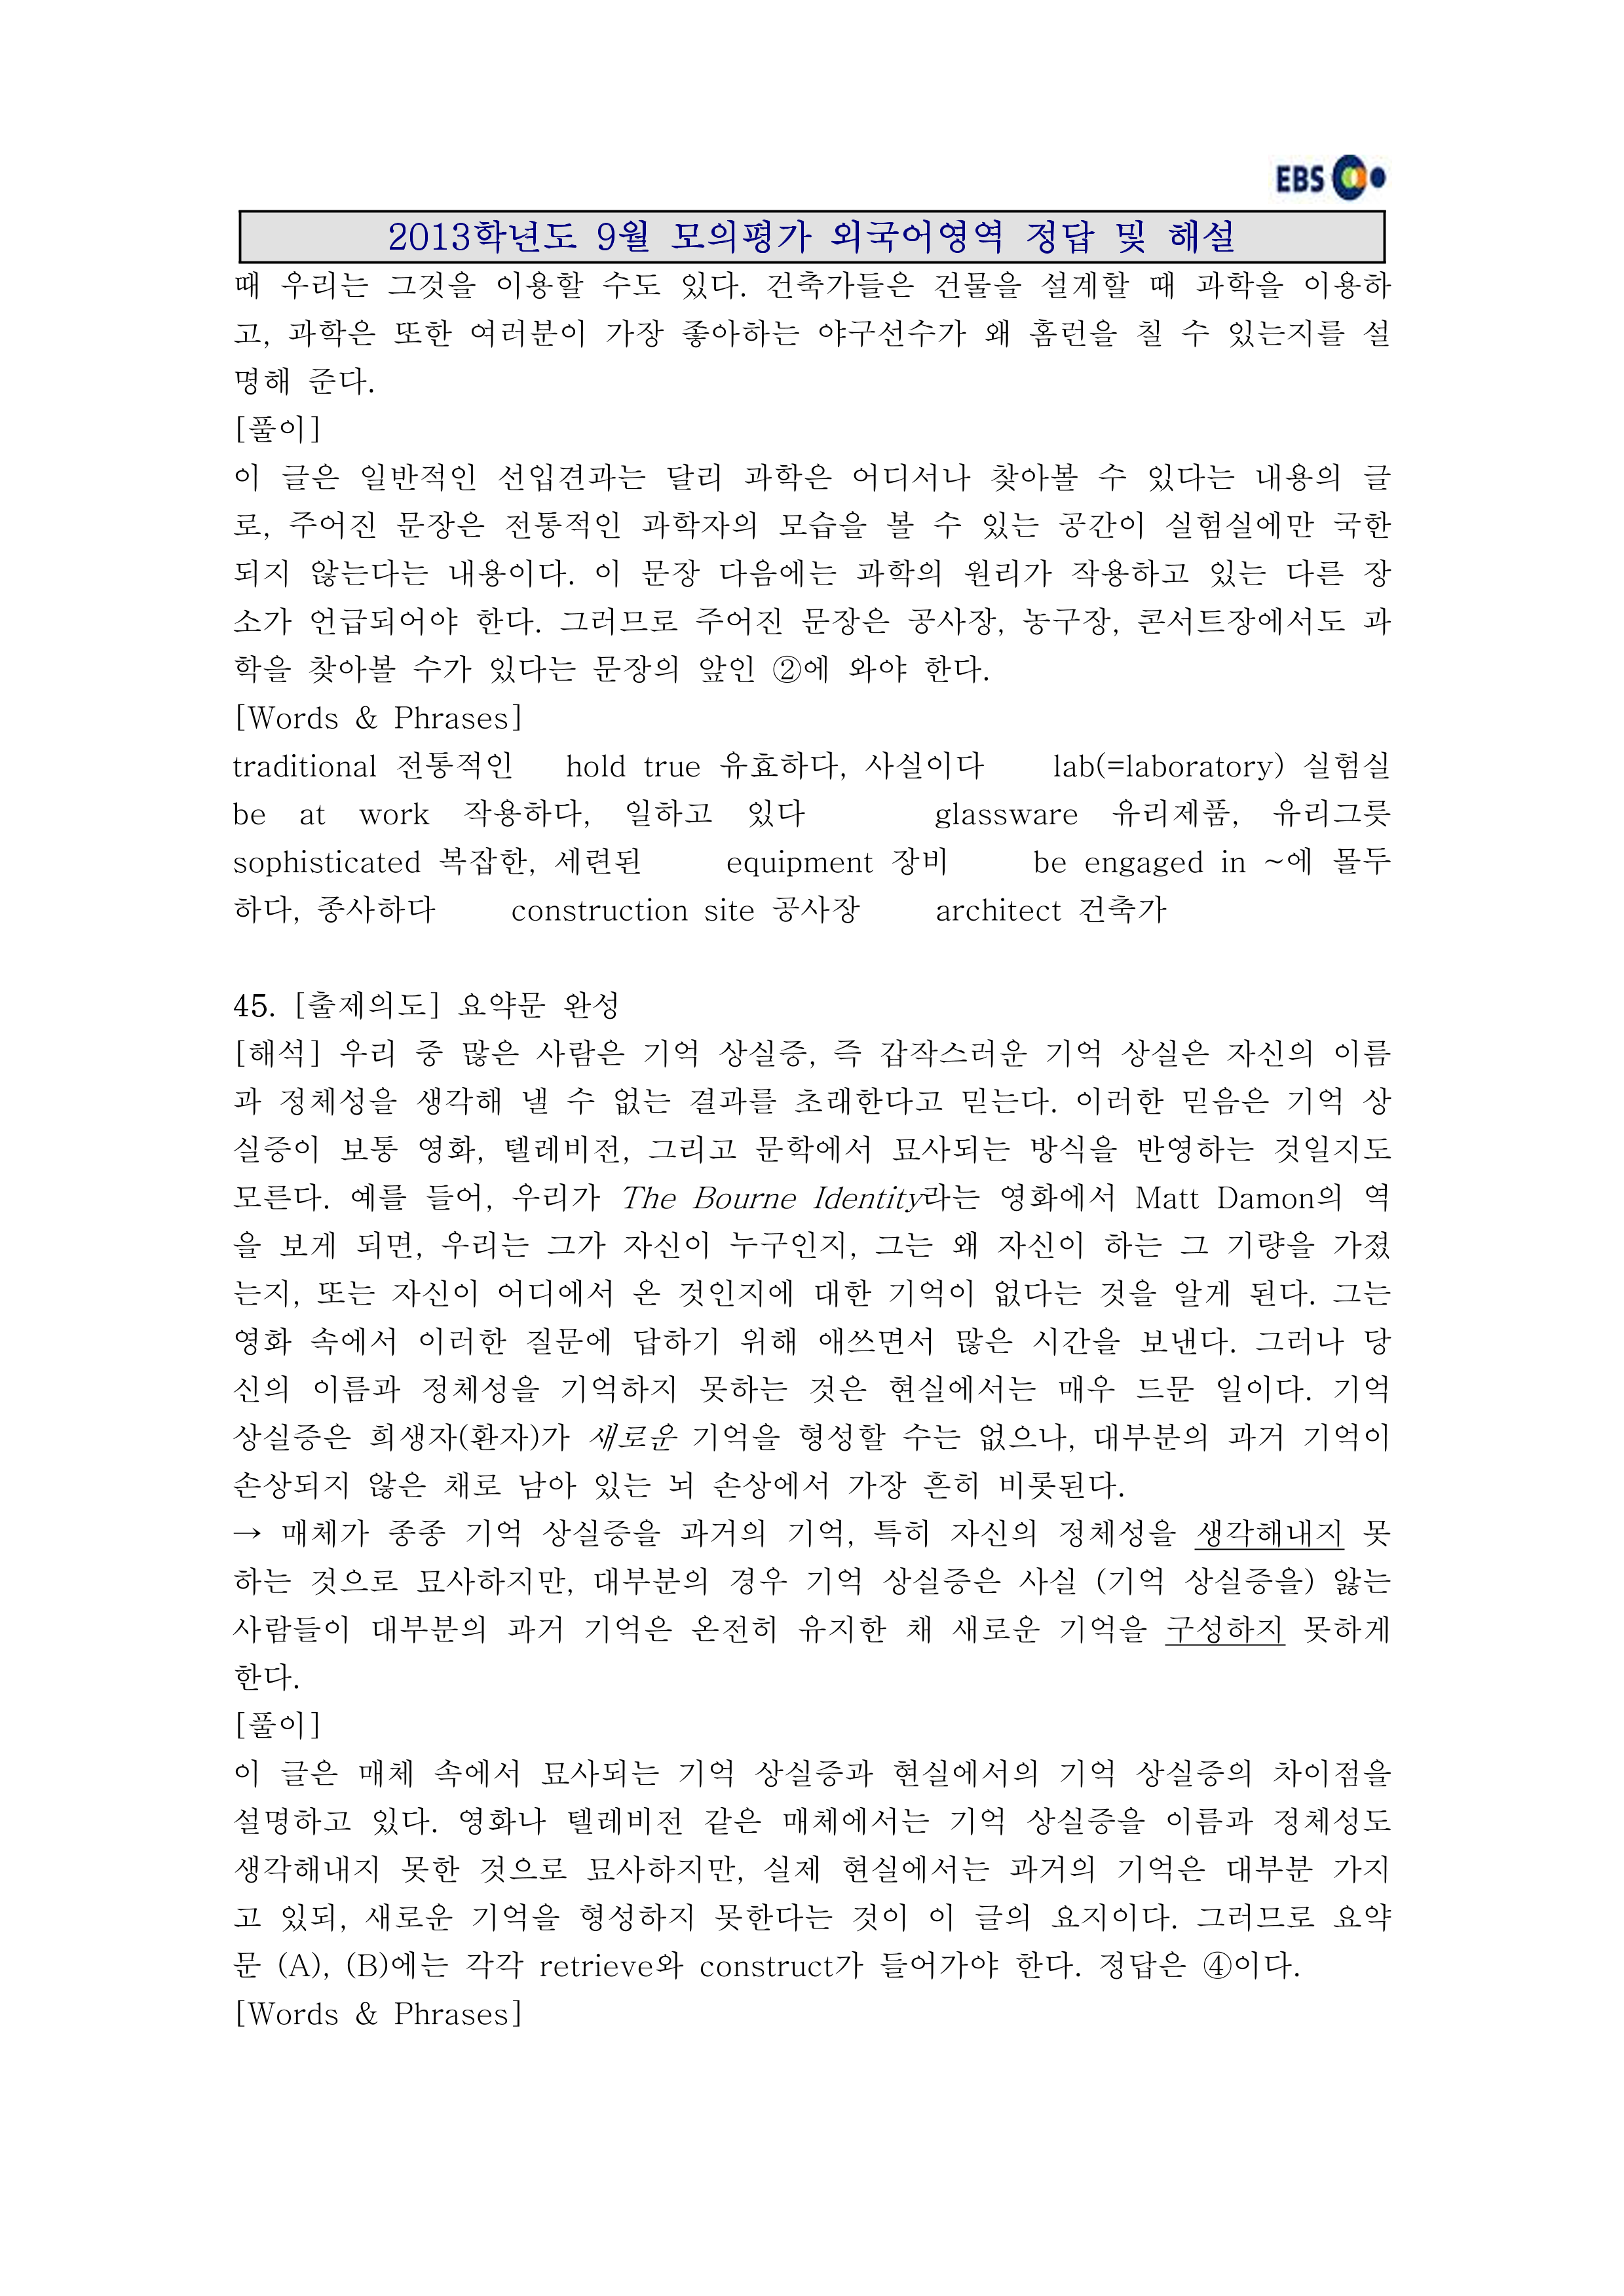 EBS
2013학년도 9월 모의평가 외국어영역 정답 및 해설
때 우리는 그것을 이용할 수도 있다. 건축가들은 건물을 설계할 때 과학을 이용하
고, 과학은 또한 여러분이 가장 좋아하는 야구선수가 왜 홈런을 칠 수 있는지를 설
명해 준다.
[풀이]
이 글은 일반적인 선입견과는 달리 과학은 어디서나 찾아볼 수 있다는 내용의 글
로, 주어진 문장은 전통적인 과학자의 모습을 볼 수 있는 공간이 실험실에만 국한
되지 않는다는 내용이다. 이 문장 다음에는 과학의 원리가 작용하고 있는 다른 장
소가 언급되어야 한다. 그러므로 주어진 문장은 공사장, 농구장, 콘서트장에서도 과
학을 찾아볼 수가 있다는 문장의 앞인 ②에 와야 한다.
[Words & Phrases]
traditional 전통적인 hold true 유효하다, 사실이다 lab(=laboratory) 실험실
be at work 작용하다, 일하고 있다 glassware 유리제품, 유리그릇
sophisticated 복잡한, 세련된 equipment 장비 be engaged in ~에 몰두
하다, 종사하다 construction site 공사장 architect 건축가
45. [출제의도] 요약문 완성
[해석] 우리 중 많은 사람은 기억 상실증, 즉 갑작스러운 기억 상실은 자신의 이름
과 정체성을 생각해 낼 수 없는 결과를 초래한다고 믿는다. 이러한 믿음은 기억 상
실증이 보통 영화, 텔레비전, 그리고 문학에서 묘사되는 방식을 반영하는 것일지도
모른다. 예를 들어, 우리가 The Bourne Identity라는 영화에서 Matt Damon의 역
을 보게 되면, 우리는 그가 자신이 누구인지, 그는 왜 자신이 하는 그 기량을 가졌
는지, 또는 자신이 어디에서 온 것인지에 대한 기억이 없다는 것을 알게 된다. 그는
영화 속에서 이러한 질문에 답하기 위해 애쓰면서 많은 시간을 보낸다. 그러나 당
신의 이름과 정체성을 기억하지 못하는 것은 현실에서는 매우 드문 일이다. 기억
상실증은 희생자(환자)가 새로운 기억을 형성할 수는 없으나, 대부분의 과거 기억이
손상되지 않은 채로 남아 있는 뇌 손상에서 가장 흔히 비롯된다.
→ 매체가 종종 기억 상실증을 과거의 기억, 특히 자신의 정체성을 생각해내지 못
하는 것으로 묘사하지만, 대부분의 경우 기억 상실증은 사실 (기억 상실증을) 앓는
사람들이 대부분의 과거 기억은 온전히 유지한 채 새로운 기억을 구성하지 못하게
한다.
[풀이]
이 글은 매체 속에서 묘사되는 기억 상실증과 현실에서의 기억 상실증의 차이점을
설명하고 있다. 영화나 텔레비전 같은 매체에서는 기억 상실증을 이름과 정체성도
생각해내지 못한 것으로 묘사하지만, 실제 현실에서는 과거의 기억은 대부분 가지
고 있되, 새로운 기억을 형성하지 못한다는 것이 이 글의 요지이다. 그러므로 요약
문 (A), (B)에는 각각 retrieve와 construct가 들어가야 한다. 정답은 ④이다.
[Words & Phrases]